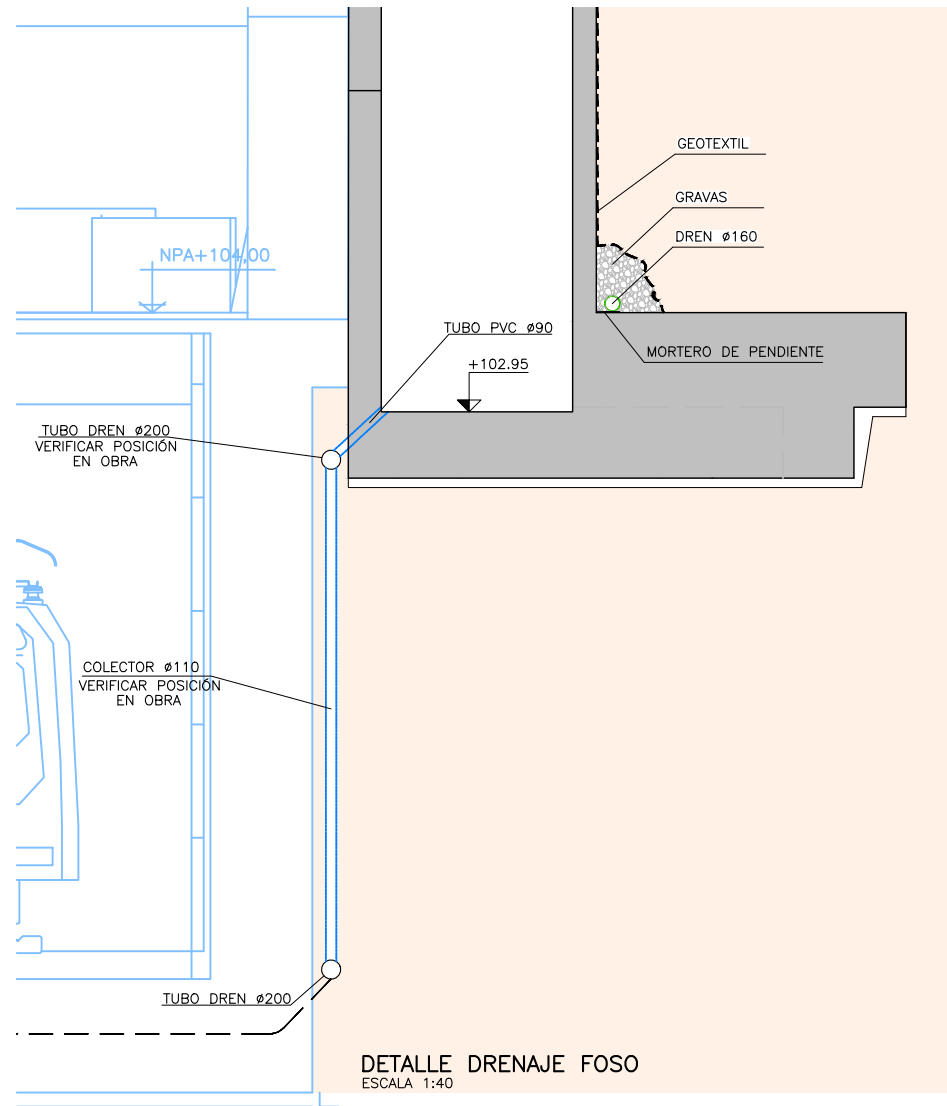 GEOTEXTIL
GRAVAS
DREN ø160
NPA+104,00
TUBO PVC ø90
MORTERO DE PENDIENTE
+102.95
TUBO DREN ø200
VERIFICAR POSICIÓN
EN OBRA
COLECTOR ø110
VERIFICAR POSICIÓN
EN OBRA
TUBO DREN ø200
DETALLE DRENAJE FOSO
ESCALA 1:40